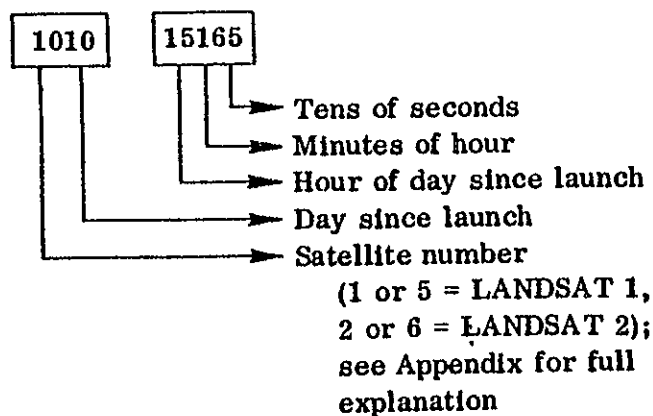 1010 15165
Tens of seconds
Minutes of hour
Hour of day since launch
Day since launch
Satellite number
(1 or 5 = LANDSAT 1,
2 or 6 = LANDSAT 2);
see Appendix for full
explanation